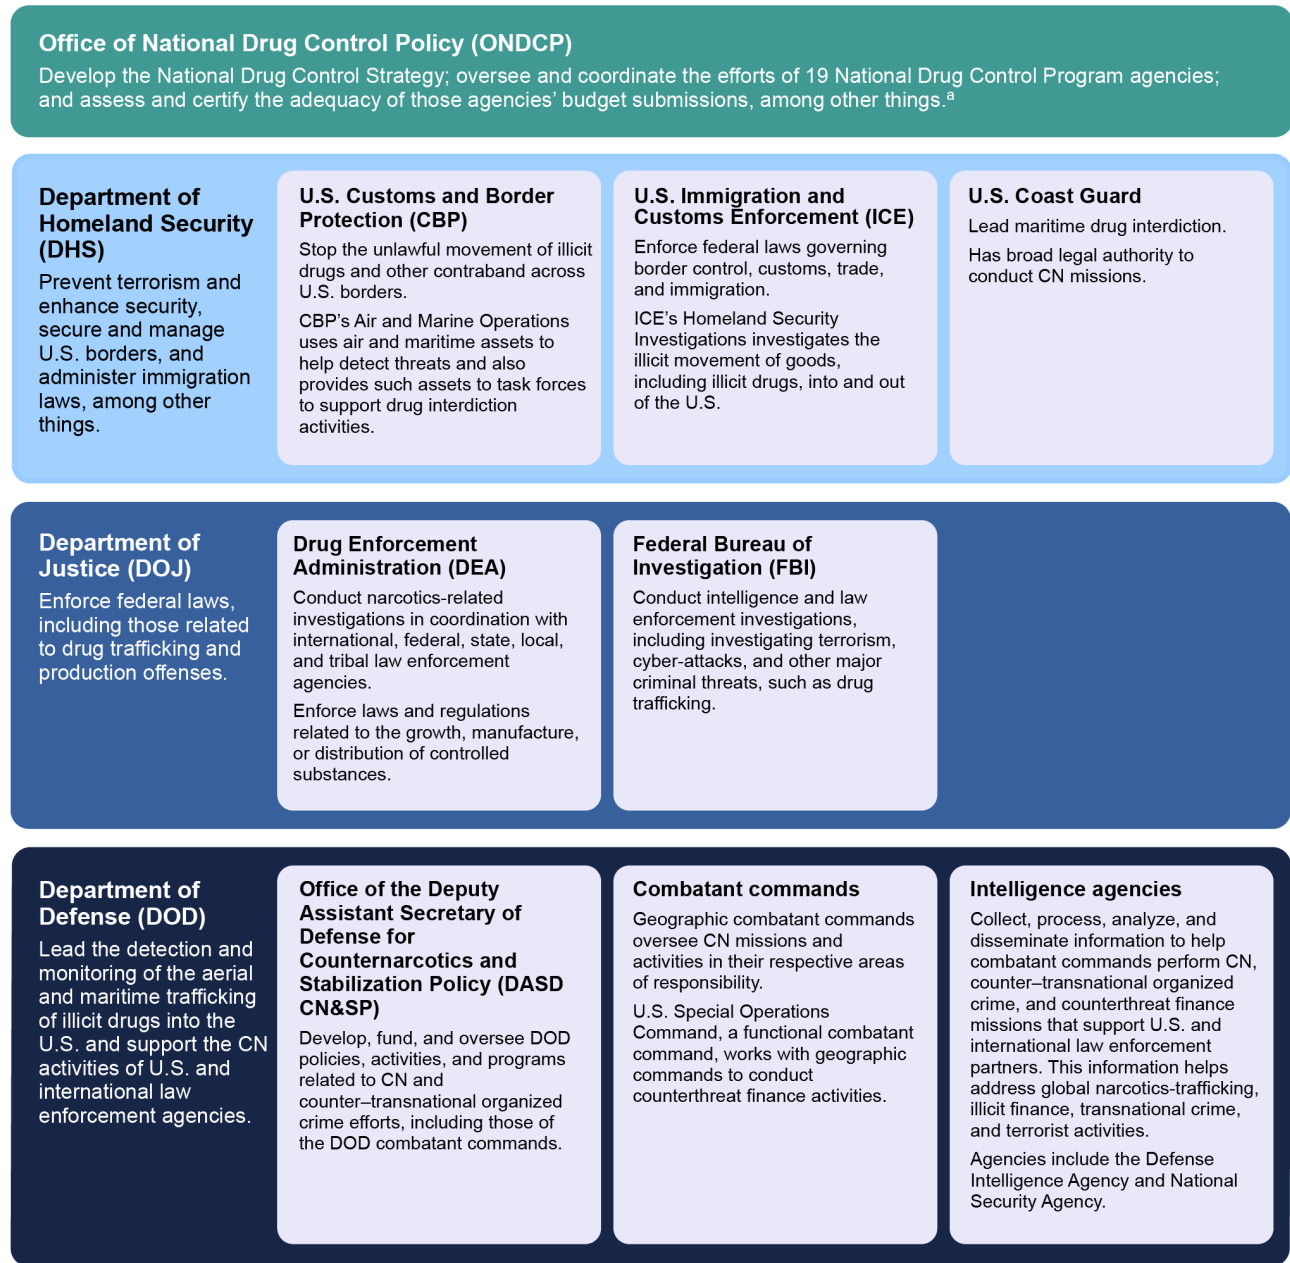 Office of National Drug Control Policy (ONDCP)
Develop the National Drug Control Strategy; oversee and coordinate the efforts of 19 National Drug Control Program agencies;
and assess and certify the adequacy of those agencies’ budget submissions, among other things.a
Department of
Homeland Security
(DHS)
Prevent terrorism and
enhance security,
secure and manage
U.S. borders, and
administer immigration
laws, among other
things.
U.S. Customs and Border
Protection (CBP)
Stop the unlawful movement of illicit
drugs and other contraband across
U.S. borders.
CBP’s Air and Marine Operations
uses air and maritime assets to
help detect threats and also
provides such assets to task forces
to support drug interdiction
activities.
U.S. Immigration and
Customs Enforcement (ICE)
Enforce federal laws governing
border control, customs, trade,
and immigration.
ICE’s Homeland Security
Investigations investigates the
illicit movement of goods,
including illicit drugs, into and out
of the U.S.
U.S. Coast Guard
Lead maritime drug interdiction.
Has broad legal authority to
conduct CN missions.
Department of
Justice (DOJ)
Enforce federal laws,
including those related
to drug trafficking and
production offenses.
Drug Enforcement
Administration (DEA)
Conduct narcotics-related
investigations in coordination with
international, federal, state, local,
and tribal law enforcement
agencies.
Enforce laws and regulations
related to the growth, manufacture,
or distribution of controlled
substances.
Federal Bureau of
Investigation (FBI)
Conduct intelligence and law
enforcement investigations,
including investigating terrorism,
cyber-attacks, and other major
criminal threats, such as drug
trafficking.
Department of
Defense (DOD)
Lead the detection and
monitoring of the aerial
and maritime trafficking
of illicit drugs into the
U.S. and support the CN
activities of U.S. and
international law
enforcement agencies.
Office of the Deputy
Assistant Secretary of
Defense for
Counternarcotics and
Stabilization Policy (DASD
CN&SP)
Develop, fund, and oversee DOD
policies, activities, and programs
related to CN and
counter–transnational organized
crime efforts, including those of
the DOD combatant commands.
Combatant commands
Geographic combatant commands
oversee CN missions and
activities in their respective areas
of responsibility.
U.S. Special Operations
Command, a functional combatant
command, works with geographic
commands to conduct
counterthreat finance activities.
Intelligence agencies
Collect, process, analyze, and
disseminate information to help
combatant commands perform CN,
counter–transnational organized
crime, and counterthreat finance
missions that support U.S. and
international law enforcement
partners. This information helps
address global narcotics-trafficking,
illicit finance, transnational crime,
and terrorist activities.
Agencies include the Defense
Intelligence Agency and National
Security Agency.